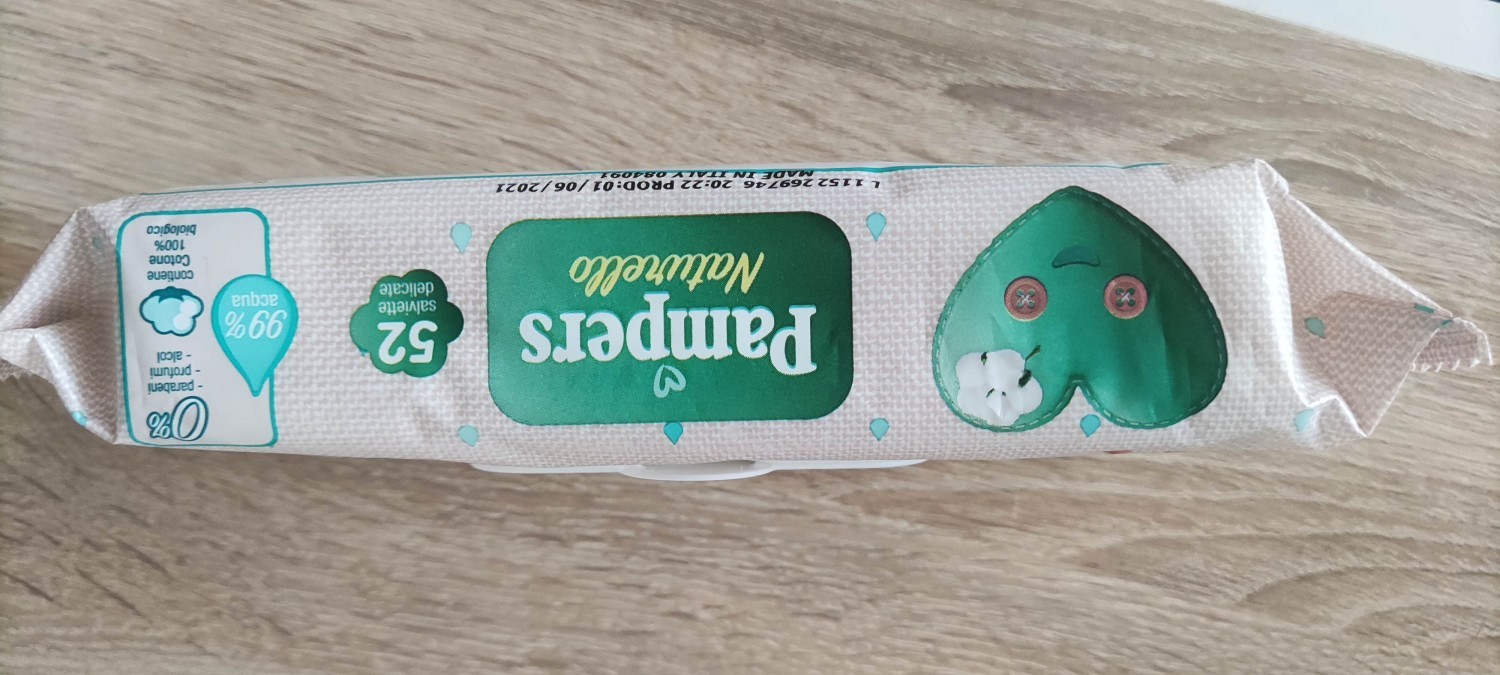 Pampers
Naturello
52
salviette
delicate
99%
acqua
0%
- parabeni
- profumi
- alcol
contiene
Cotone
100%
biologico
L 1152 269746 20:22 PROD:01/06/2021
MADE IN ITALY 084091